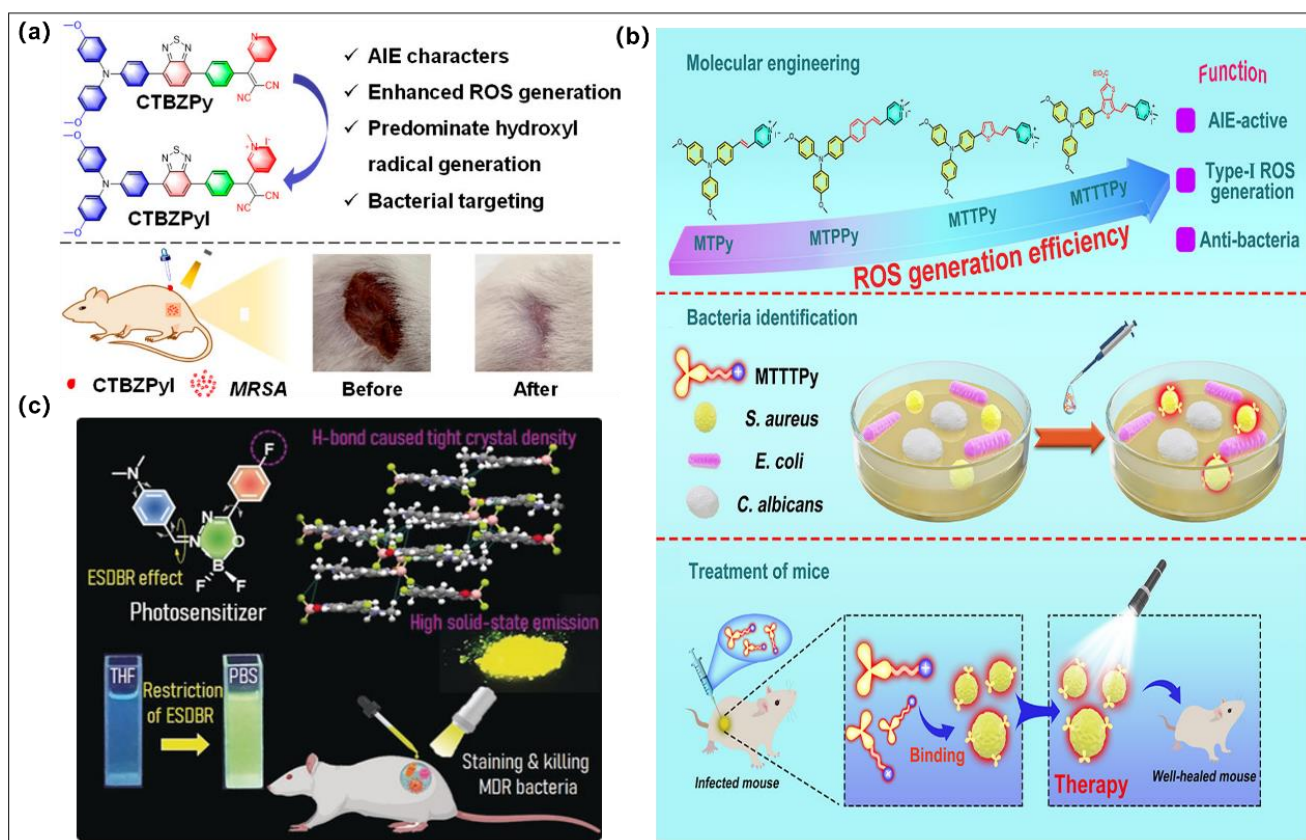 (a)
CTBZPy
CTBZPyI
✓ AIE characters
✓ Enhanced ROS generation
✓ Predominate hydroxyl
radical generation
✓ Bacterial targeting
CTBZPyI
MRSA
Before
After
(b)
Molecular engineering
Function
AIE-active
Type-I ROS
generation
Anti-bacteria
MTPy
MTPPy
MTTPy
MTTTPy
ROS generation efficiency
Bacteria identification
MTTTPy
S. aureus
E. coli
C. albicans
Treatment of mice
Infected mouse
Binding
Therapy
Well-healed mouse
(c)
H-bond caused tight crystal density
ESDBR effect
Photosensitizer
High solid-state emission
THF
Restriction
of ESDBR
PBS
Staining & killing
MDR bacteria